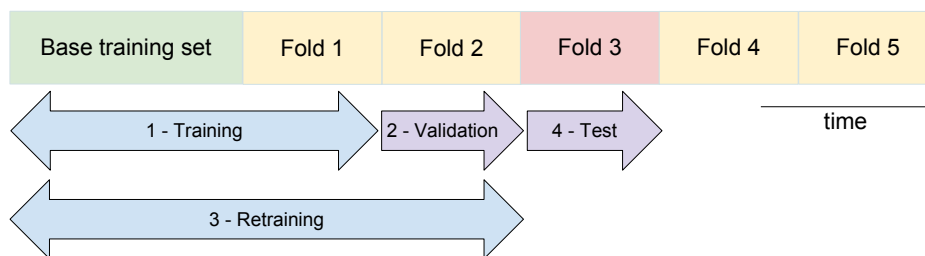 Base training set
Fold 1
Fold 2
Fold 3
Fold 4
Fold 5
1 - Training
2 - Validation
4 - Test
time
3 - Retraining